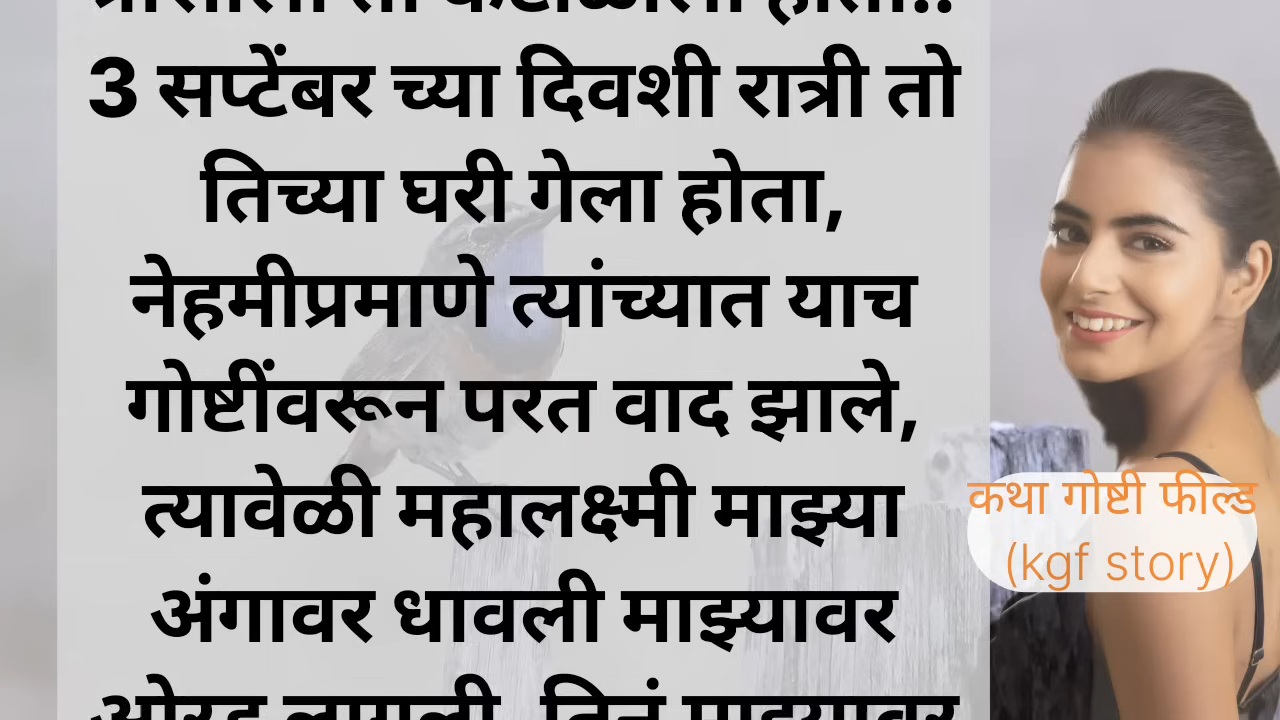 3 सप्टेंबर च्या दिवशी रात्री तो
तिच्या घरी गेला होता,
नेहमीप्रमाणे त्यांच्यात याच
गोष्टींवरून परत वाद झाले,
त्यावेळी महालक्ष्मी माझ्या
अंगावर धावली माझ्यावर
कथा गोष्टी फील्ड
(kgf story)